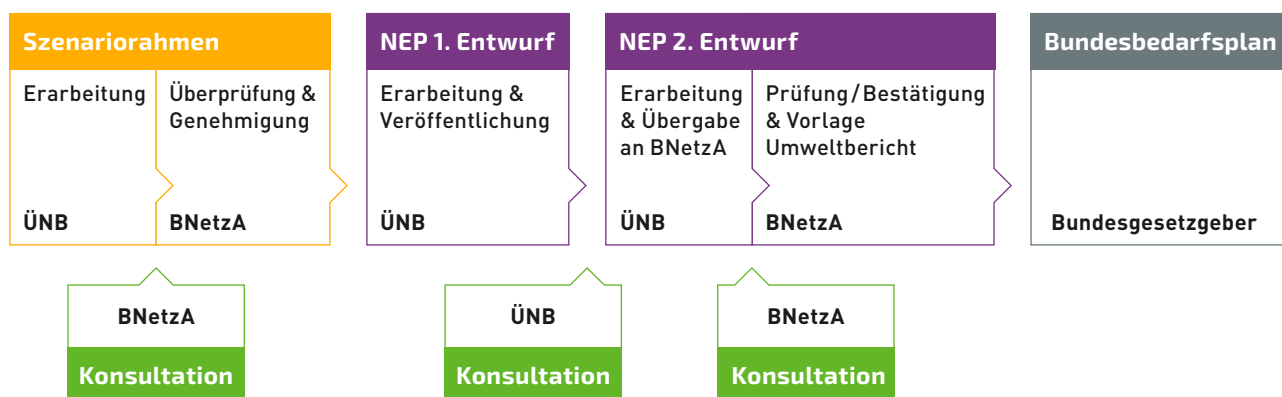 Szenariorahmen
Erarbeitung
ÜNB
Überprüfung &
Genehmigung
BNetzA
NEP 1. Entwurf
Erarbeitung &
Veröffentlichung
ÜNB
NEP 2. Entwurf
Erarbeitung
& Übergabe
an BNetzA
ÜNB
Prüfung/Bestätigung
& Vorlage
Umweltbericht
BNetzA
Bundesbedarfsplan
Bundesgesetzgeber
BNetzA
Konsultation
ÜNB
Konsultation
BNetzA
Konsultation